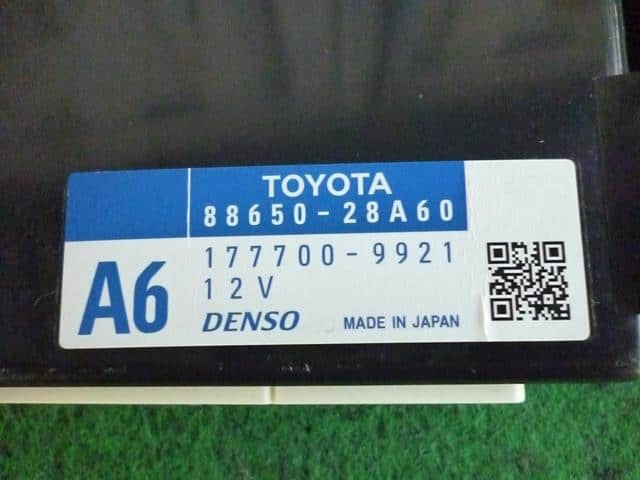 TOYOTA
88650-28A60
A6
177700-9921
12V
DENSO MADE IN JAPAN